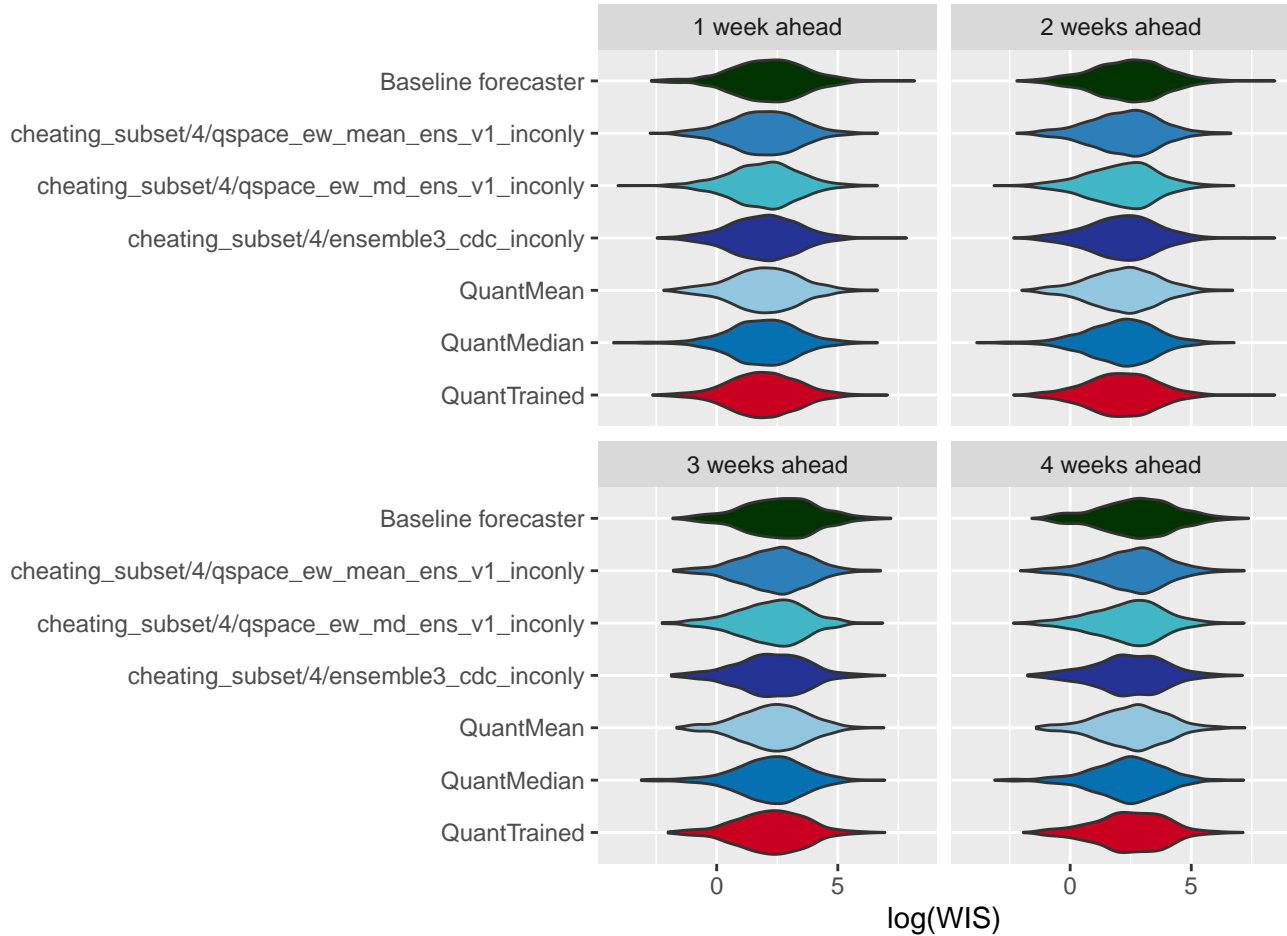 1 week ahead
2 weeks ahead
Baseline forecaster
cheating_subset/4/qspace_ew_mean_ens_v1_inconly
cheating_subset/4/qspace_ew_md_ens_v1_inconly
cheating_subset/4/ensemble3_cdc_inconly
QuantMean
QuantMedian
QuantTrained
3 weeks ahead
4 weeks ahead
Baseline forecaster
cheating_subset/4/qspace_ew_mean_ens_v1_inconly
cheating_subset/4/qspace_ew_md_ens_v1_inconly
cheating_subset/4/ensemble3_cdc_inconly
QuantMean
QuantMedian
QuantTrained
0 5 0 5
log(WIS)